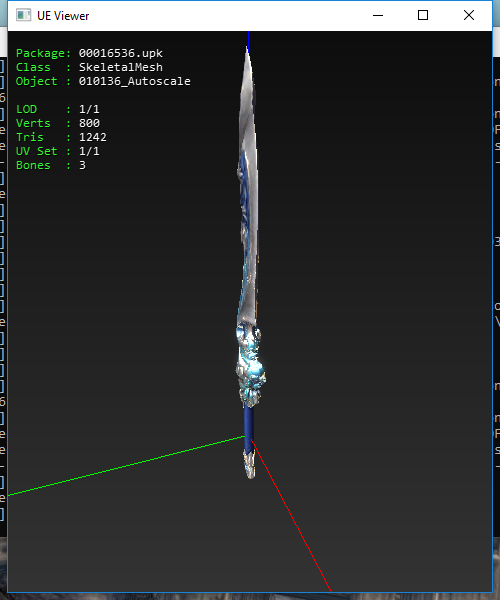 UE Viewer
Package: 00016536.upk
Class : SkeletalMesh
Object : 010136_Autoscale
LOD : 1/1
Verts : 800
Tris : 1242
UV Set : 1/1
Bones : 3